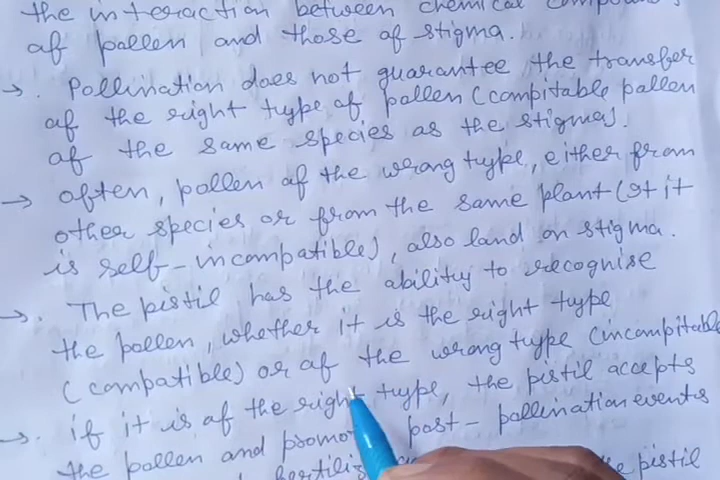 the interaction between chemical
of pollen and those of stigma.
→ . Pollination does not guarantee the transfer
of the right type of pollen (compitable pollen
of the same species as the stigma).
→ often, pollen of the wrong type, either from
other species or from the same plant (It it
is self-incompatible), also land on stigma.
→ . The pistil has the ability to recognise
the pollen, whether it is the right type
(compatible) or of the wrong type (incompitable
→ . if it is of the right type, the pistil accepts
the pollen and promo post-pollination events
pistil